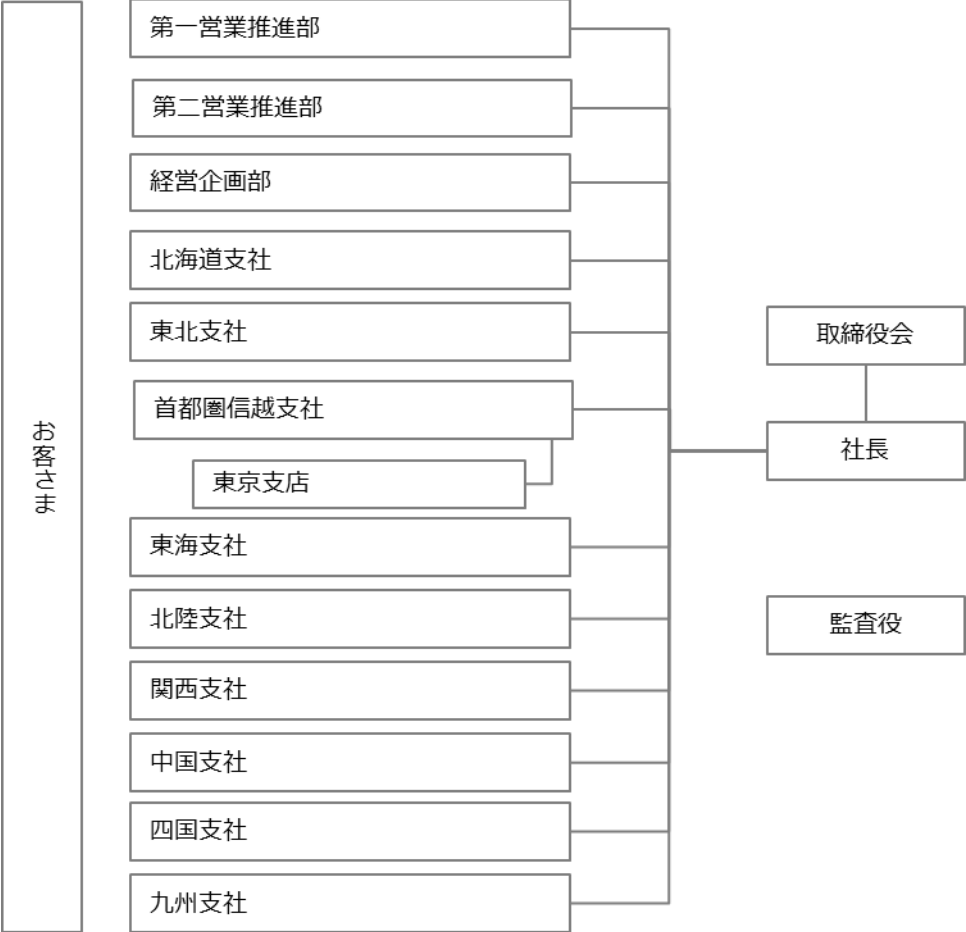 お客さま
第一営業推進部
第二営業推進部
経営企画部
北海道支社
東北支社
首都圏信越支社
東京支店
東海支社
北陸支社
関西支社
中国支社
四国支社
九州支社
取締役会
社長
監査役